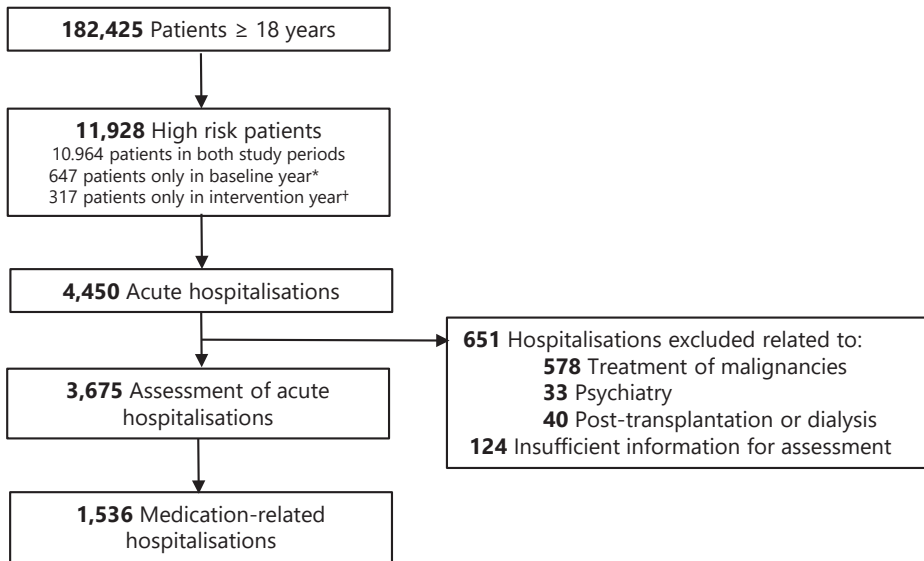 182,425 Patients ≥ 18 years
11,928 High risk patients
10.964 patients in both study periods
647 patients only in baseline year*
317 patients only in intervention year†
4,450 Acute hospitalisations
651 Hospitalisations excluded related to:
578 Treatment of malignancies
33 Psychiatry
40 Post-transplantation or dialysis
124 Insufficient information for assessment
3,675 Assessment of acute
hospitalisations
1,536 Medication-related
hospitalisations